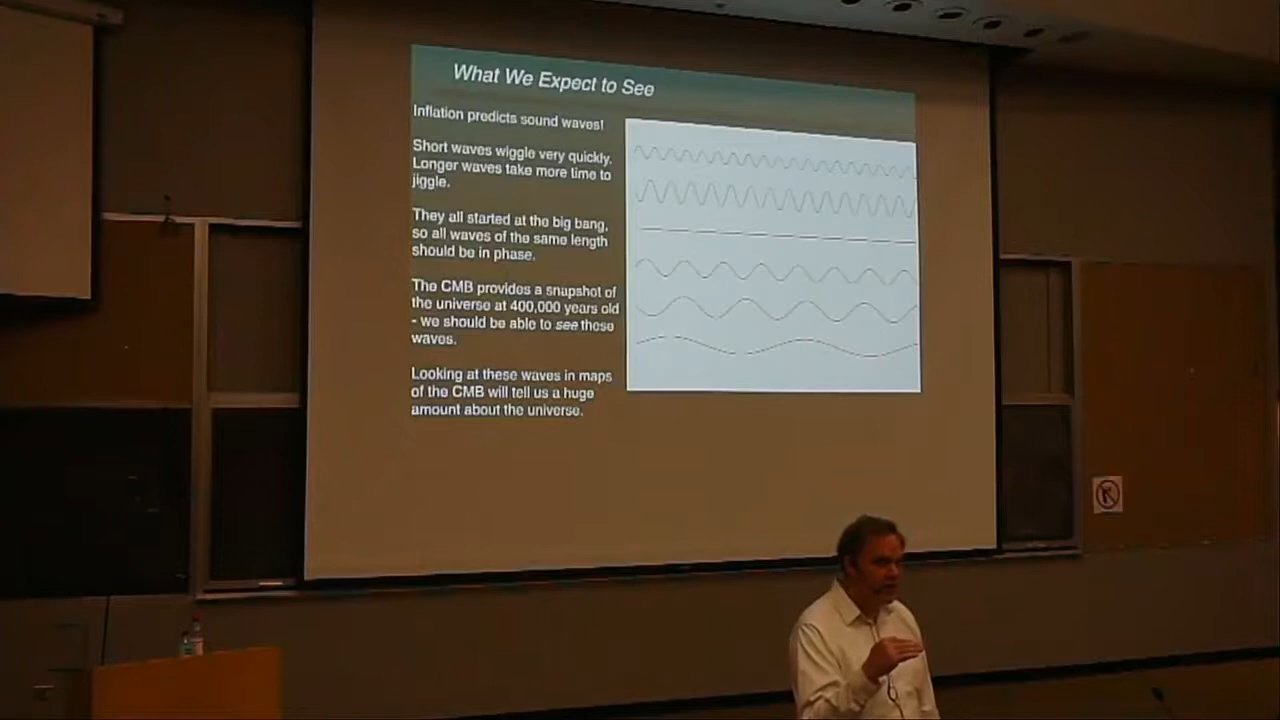 What We Expect to See
Inflation predicts sound waves!
Short waves wiggle very quickly.
Longer waves take more time to
jiggle.
They all started at the big bang,
so all waves of the same length
should be in phase.
The CMB provides a snapshot of
the universe at 400,000 years old
- we should be able to see these
waves.
Looking at these waves in maps
of the CMB will tell us a huge
amount about the universe.